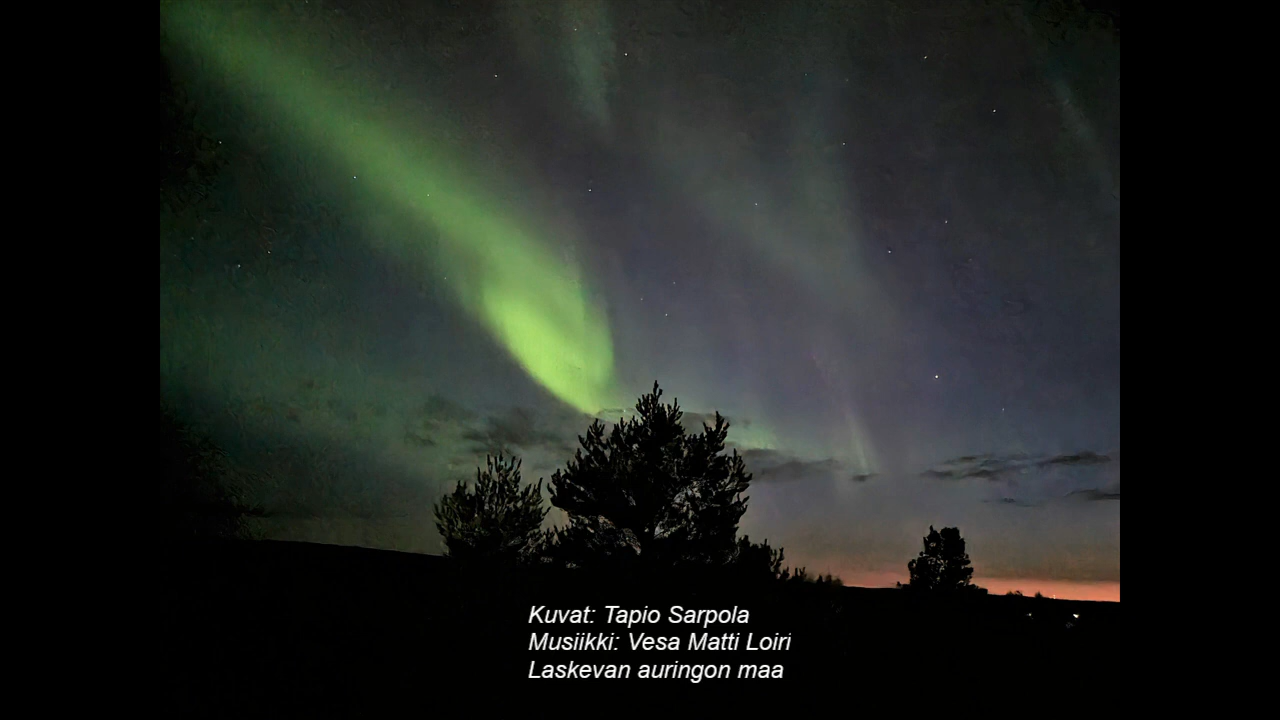 Kuvat: Tapio Sarpola
Musiikki: Vesa Matti Loiri
Laskevan auringon maa